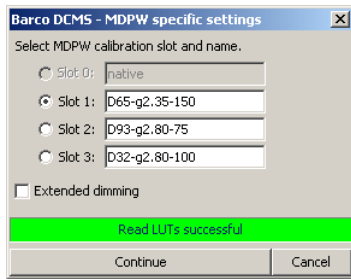 Barco DCMS - MDPW specific settings
Select MDPW calibration slot and name.
Slot 0: native
Slot 1: D65-g2.35-150
Slot 2: D93-g2.80-75
Slot 3: D32-g2.80-100
Extended dimming
Read LUTs successful
Continue Cancel